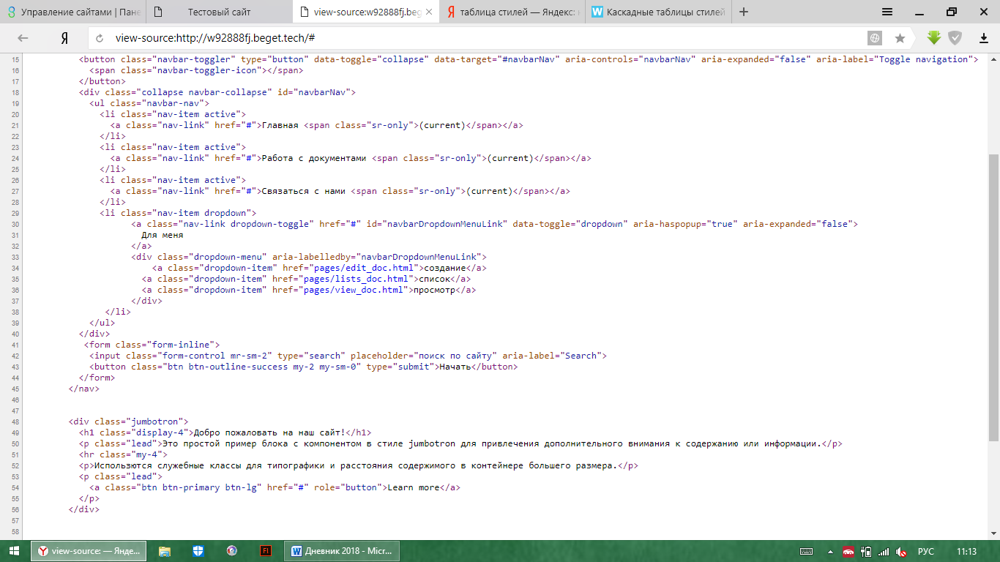 Управление сайтами | Пане
Тестовый сайт
view-source:w92888fj.beget
таблица стилей — Яндекс:
Каскадные таблицы стилей
view-source:http://w92888fj.beget.tech/#
15 <button class="navbar-toggler" type="button" data-toggle="collapse" data-target="#navbarNav" aria-controls="navbarNav" aria-expanded="false" aria-label="Toggle navigation">
16 <span class="navbar-toggler-icon"></span>
17 </button>
18 <div class="collapse navbar-collapse" id="navbarNav">
19 <ul class="navbar-nav">
20 <li class="nav-item active">
21 <a class="nav-link" href="#">Главная <span class="sr-only">(current)</span></a>
22 </li>
23 <li class="nav-item active">
24 <a class="nav-link" href="#">Работа с документами <span class="sr-only">(current)</span></a>
25 </li>
26 <li class="nav-item active">
27 <a class="nav-link" href="#">Связаться с нами <span class="sr-only">(current)</span></a>
28 </li>
29 <li class="nav-item dropdown">
30 <a class="nav-link dropdown-toggle" href="#" id="navbarDropdownMenuLink" data-toggle="dropdown" aria-haspopup="true" aria-expanded="false">
31 Для меня
32 </a>
33 <div class="dropdown-menu" aria-labelledby="navbarDropdownMenuLink">
34 <a class="dropdown-item" href="pages/edit_doc.html">создание</a>
35 <a class="dropdown-item" href="pages/lists_doc.html">список</a>
36 <a class="dropdown-item" href="pages/view_doc.html">просмотр</a>
37 </div>
38 </li>
39 </ul>
40 </div>
41 <form class="form-inline">
42 <input class="form-control mr-sm-2" type="search" placeholder="поиск по сайту" aria-label="Search">
43 <button class="btn btn-outline-success my-2 my-sm-0" type="submit">Начать</button>
44 </form>
45 </nav>
46
47
48 <div class="jumbotron">
49 <h1 class="display-4">Добро пожаловать на наш сайт!</h1>
50 <p class="lead">Это простой пример блока с компонентом в стиле jumbotron для привлечения дополнительного внимания к содержанию или информации.</p>
51 <hr class="my-4">
52 <p>Использются служебные классы для типографики и расстояния содержимого в контейнере большего размера.</p>
53 <p class="lead">
54 <a class="btn btn-primary btn-lg" href="#" role="button">Learn more</a>
55 </p>
56 </div>
57
58
view-source: — Янде...
Дневник 2018 - Micr...
РУС
11:13